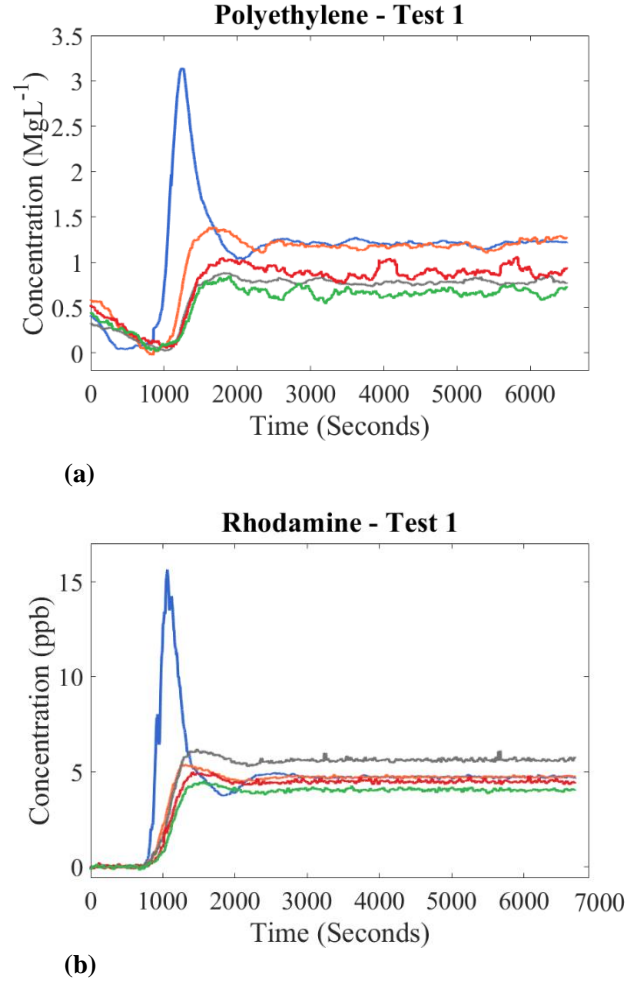 Polyethylene - Test 1
3.5
3
2.5
2
1.5
1
0.5
0
Concentration (MgL⁻¹)
0 1000 2000 3000 4000 5000 6000
Time (Seconds)
(a)
Rhodamine - Test 1
15
10
5
0
Concentration (ppb)
0 1000 2000 3000 4000 5000 6000 7000
Time (Seconds)
(b)